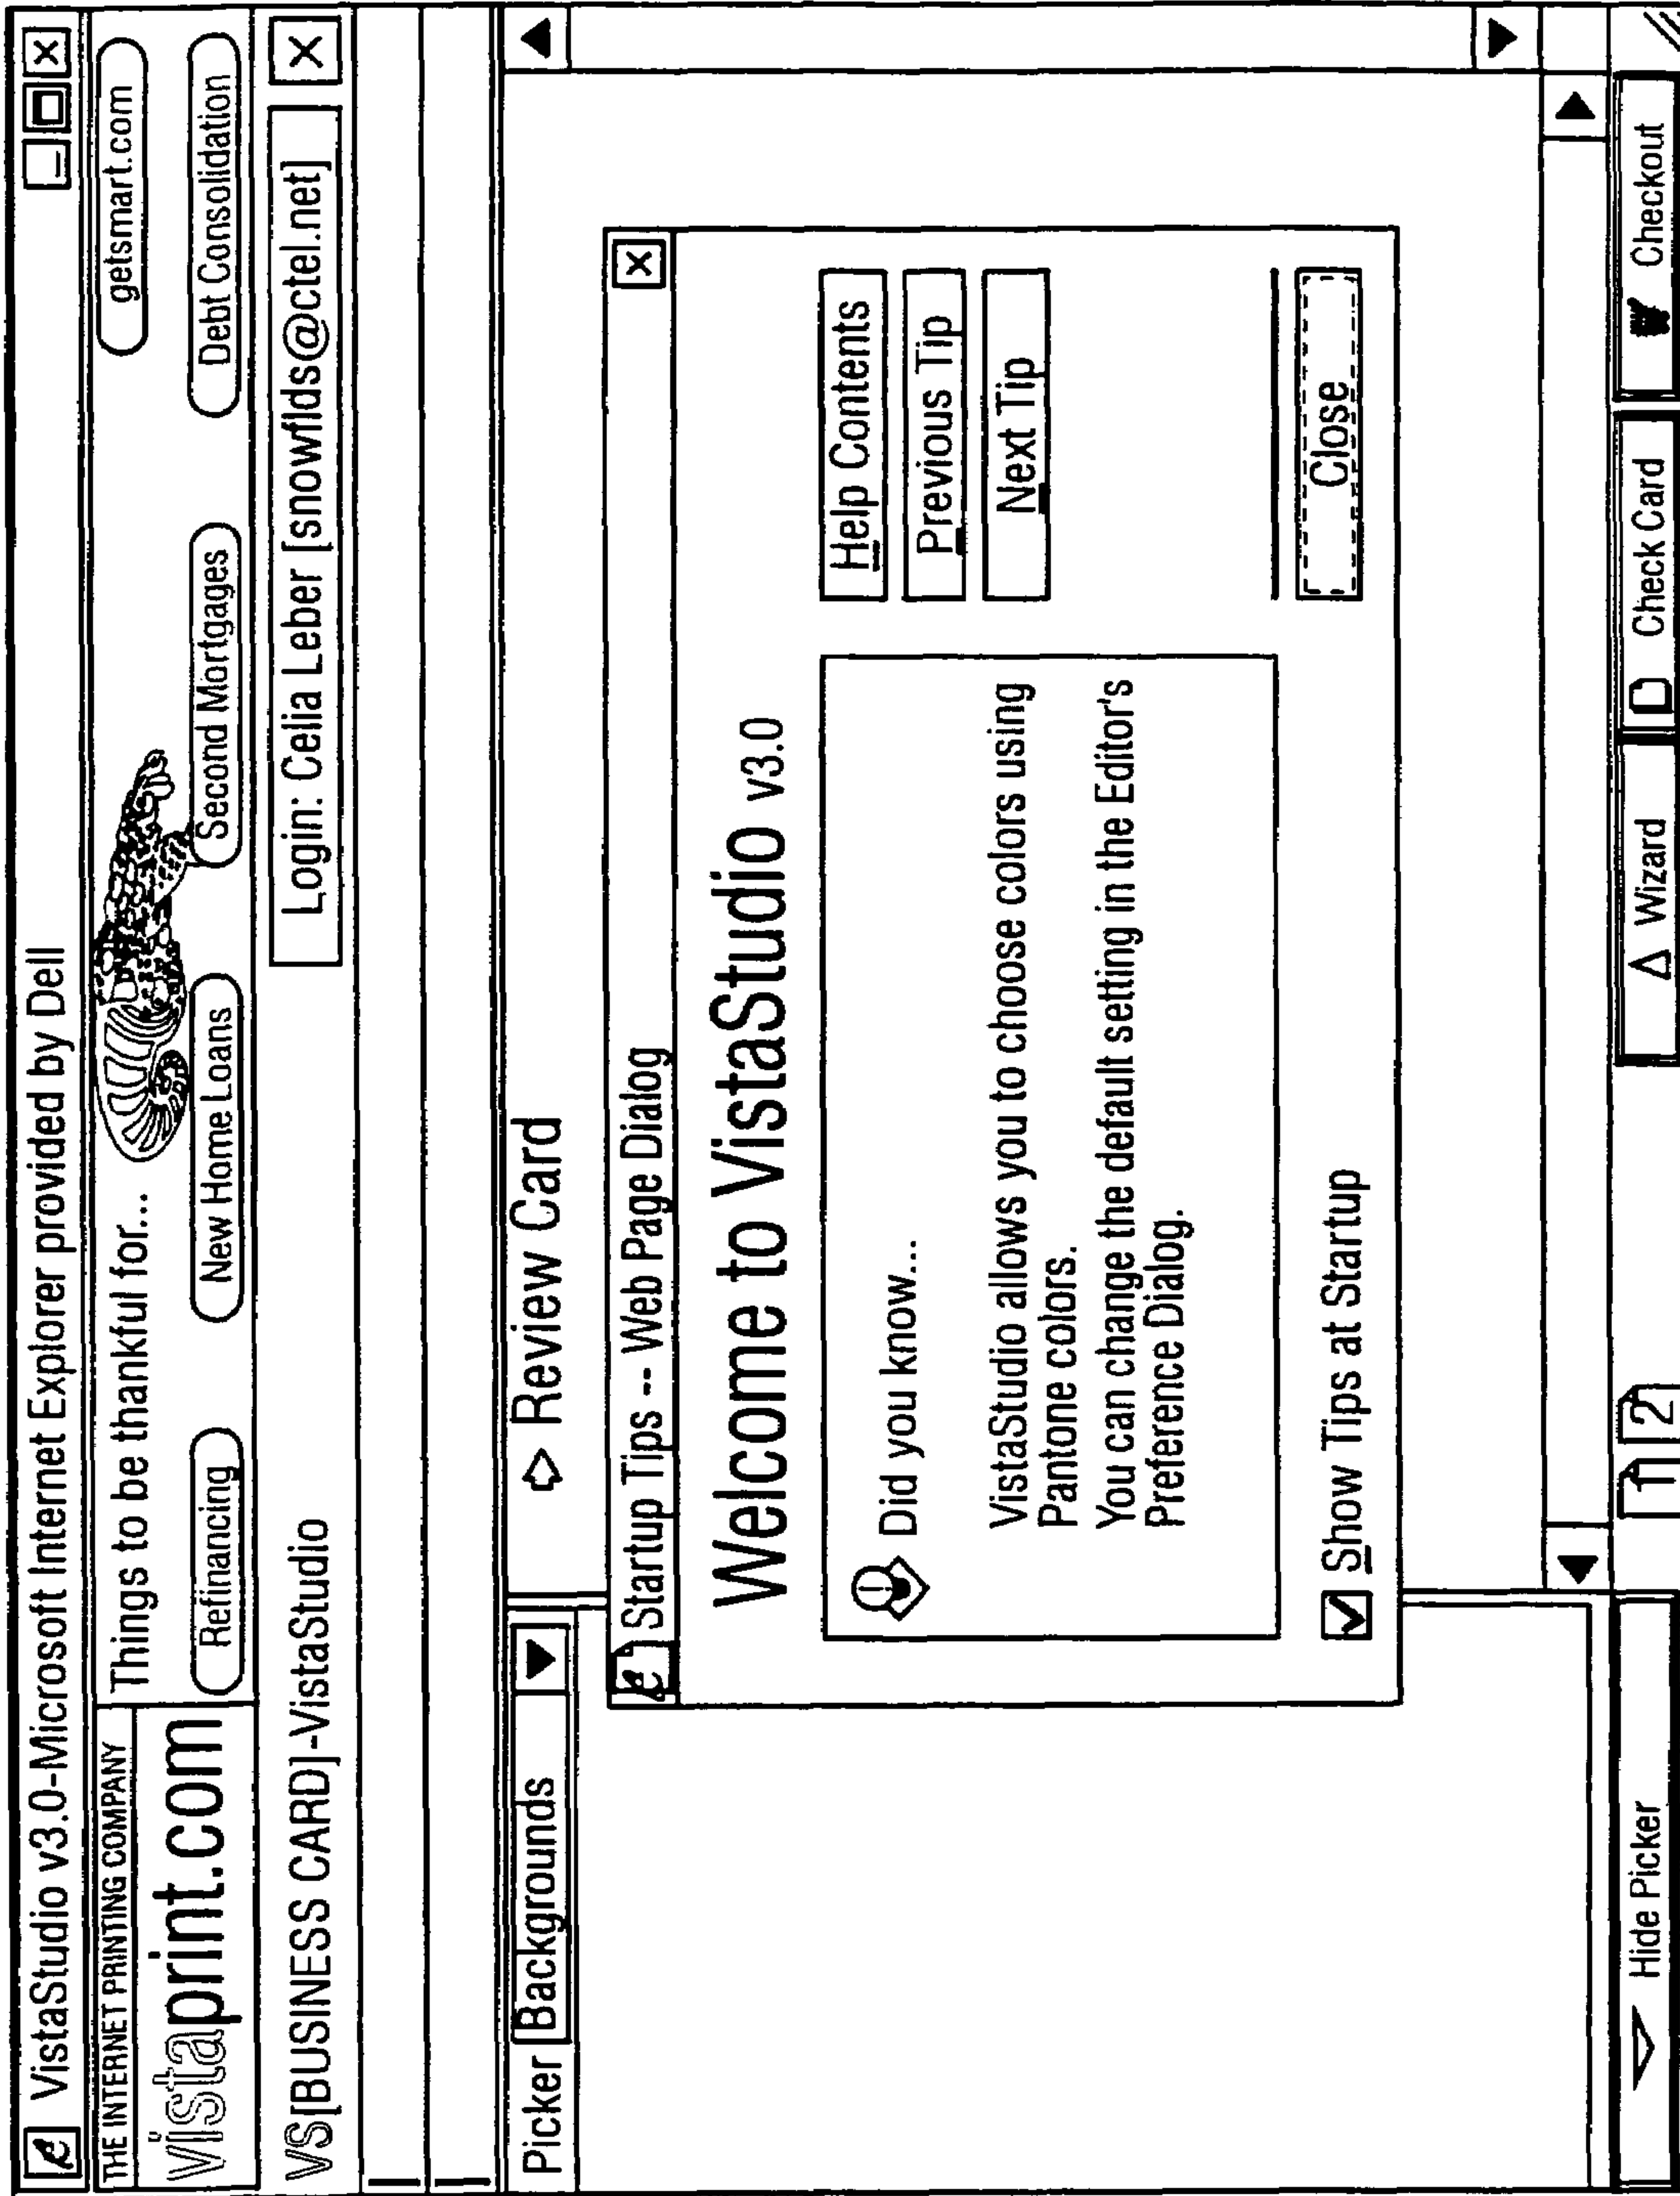 VistaStudio v3.0-Microsoft Internet Explorer provided by Dell
THE INTERNET PRINTING COMPANY
vistaprint.com
Things to be thankful for...
getsmart.com
Refinancing
New Home Loans
Second Mortgages
Debt Consolidation
VS[BUSINESS CARD]-VistaStudio
Login: Celia Leber [snowflds@ctel.net]
Picker Backgrounds
Review Card
Startup Tips -- Web Page Dialog
Welcome to VistaStudio v3.0
Did you know...
VistaStudio allows you to choose colors using
Pantone colors.
You can change the default setting in the Editor's
Preference Dialog.
Help Contents
Previous Tip
Next Tip
Show Tips at Startup
Close
Hide Picker
1 2
Wizard
Check Card
Checkout